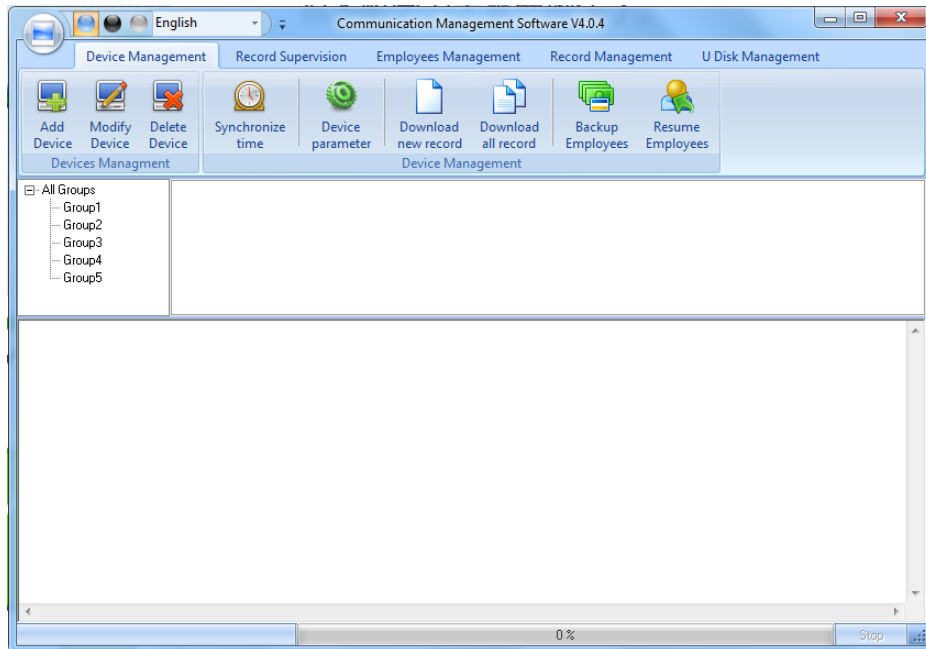 English
Communication Management Software V4.0.4
Device Management Record Supervision Employees Management Record Management U Disk Management
Add Modify Delete Synchronize Device Download Download Backup Resume
Device Device Device time parameter new record all record Employees Employees
Devices Managment Device Management
All Groups
Group1
Group2
Group3
Group4
Group5
0 %
Stop